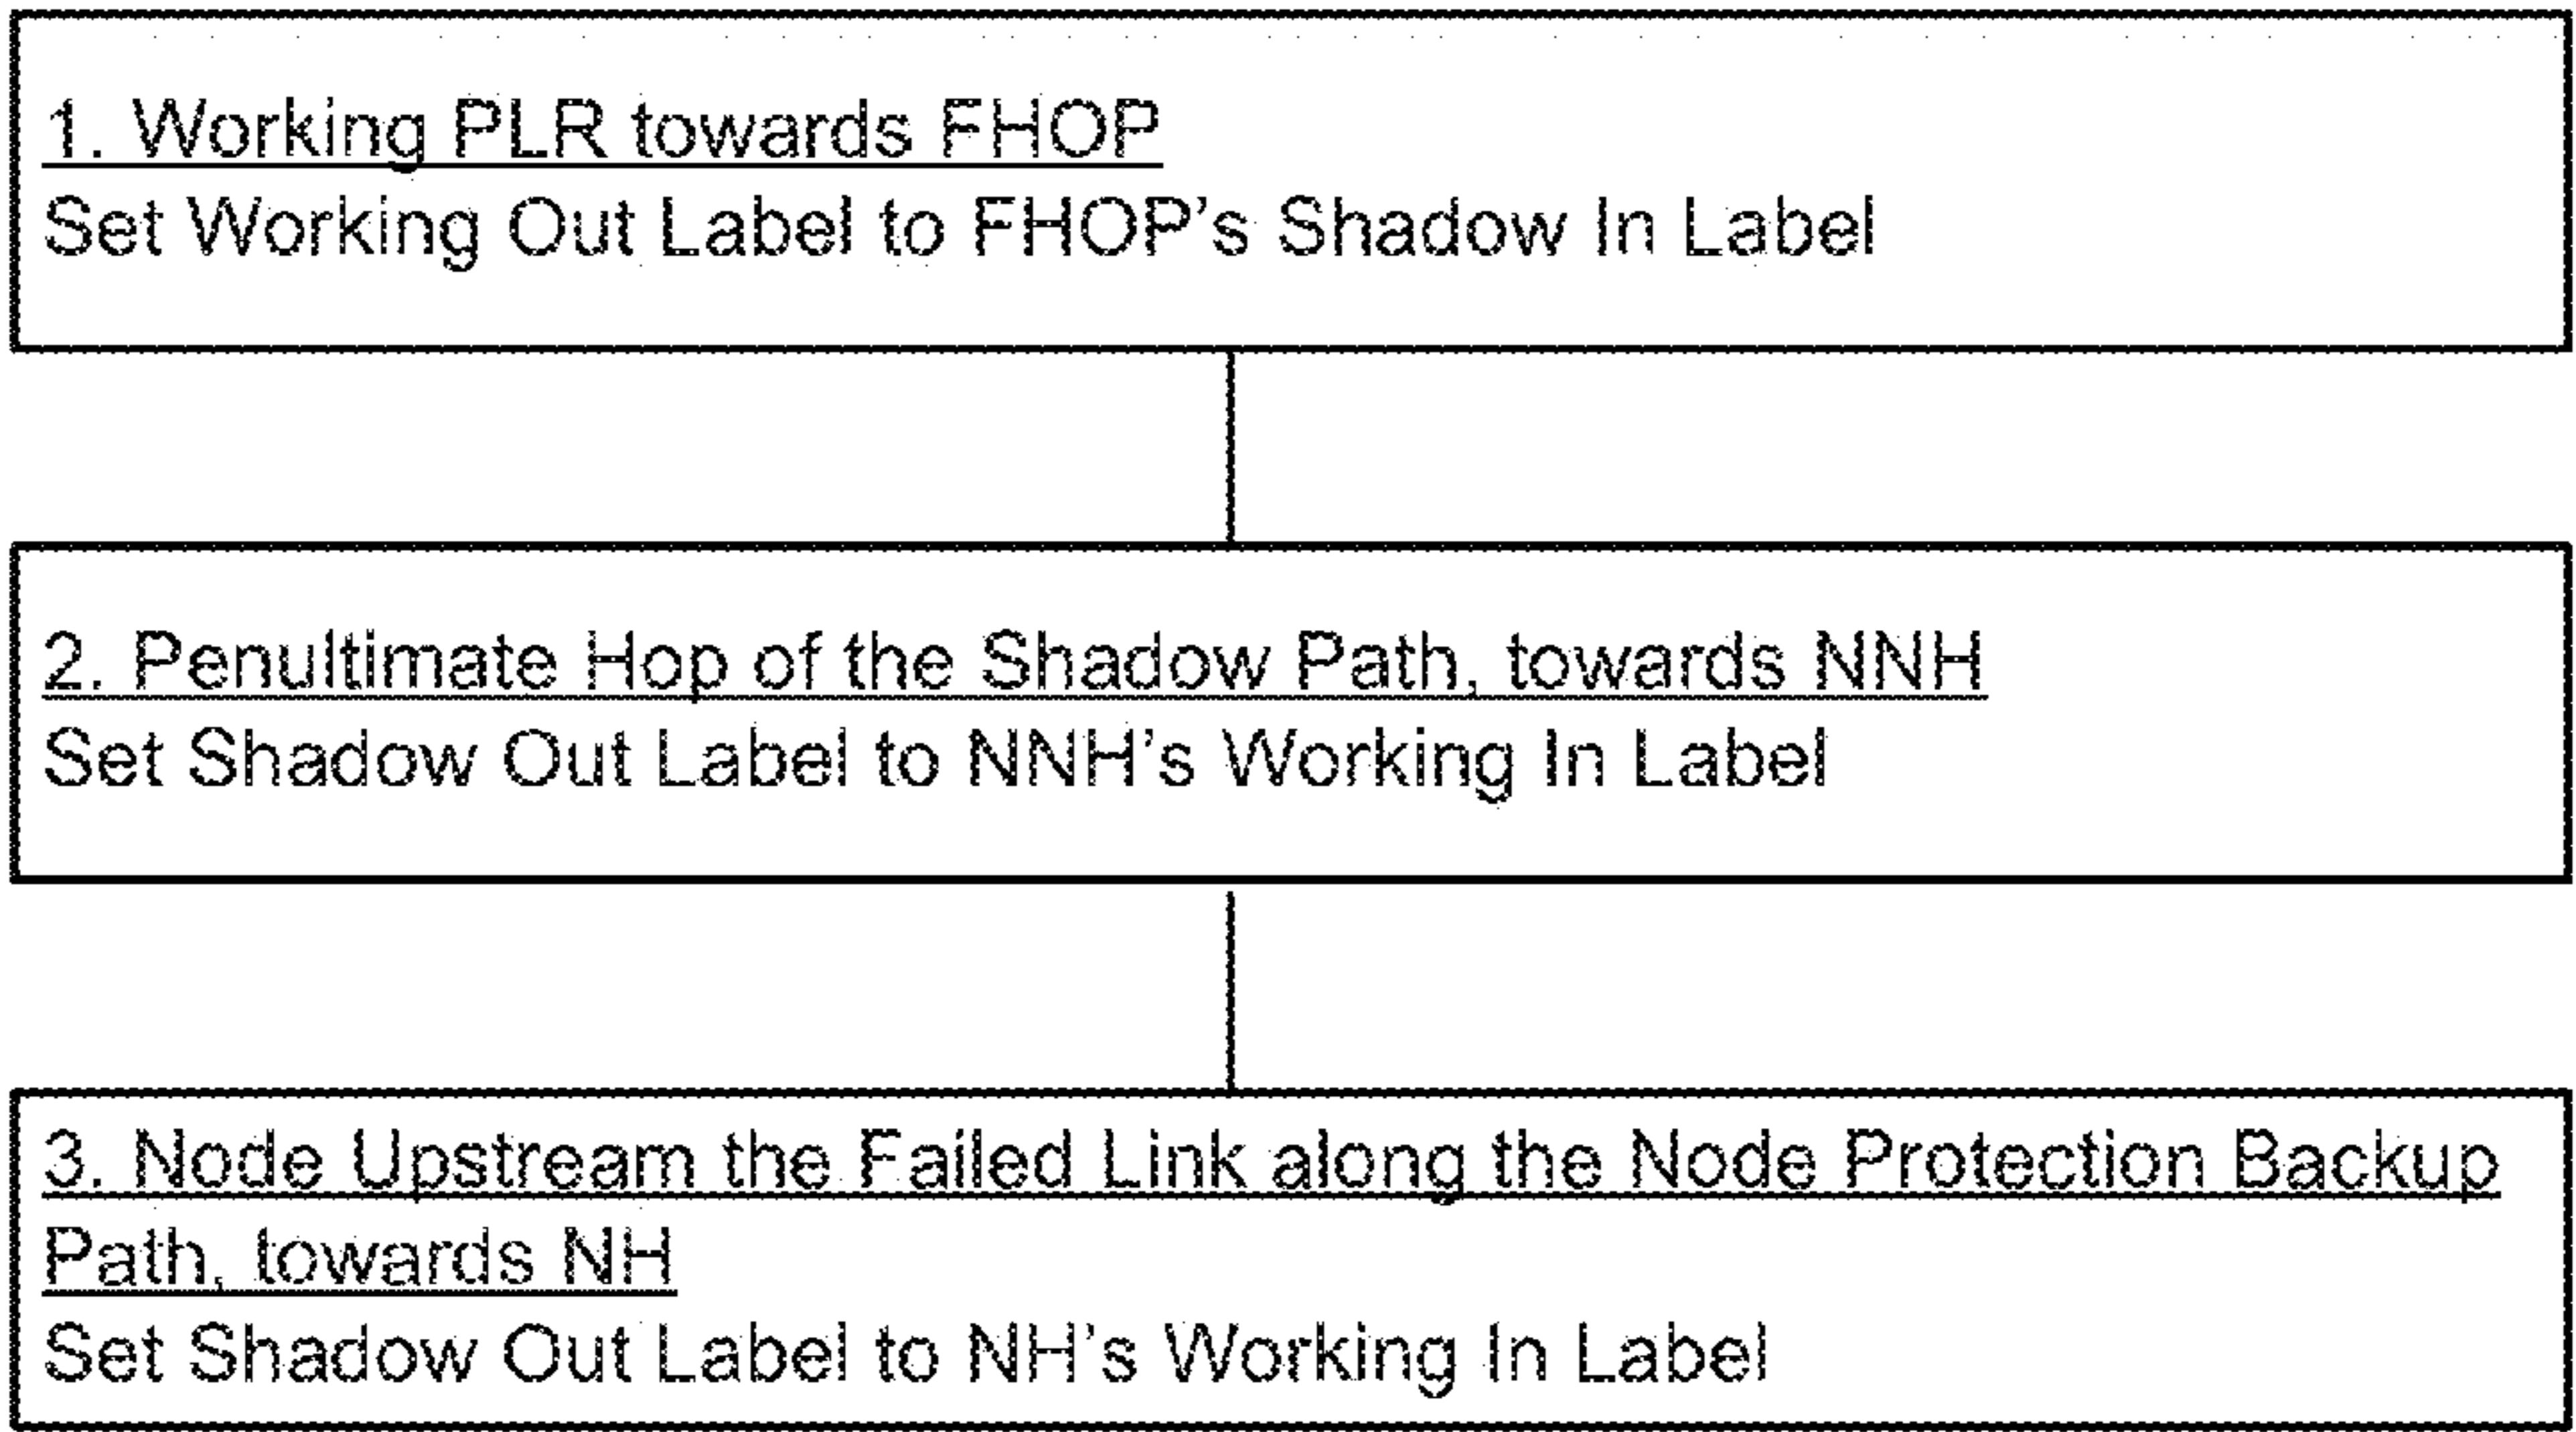 1. Working PLR towards FHOP
Set Working Out Label to FHOP's Shadow In Label
2. Penultimate Hop of the Shadow Path, towards NNH
Set Shadow Out Label to NNH's Working In Label
3. Node Upstream the Failed Link along the Node Protection Backup
Path, towards NH
Set Shadow Out Label to NH's Working In Label